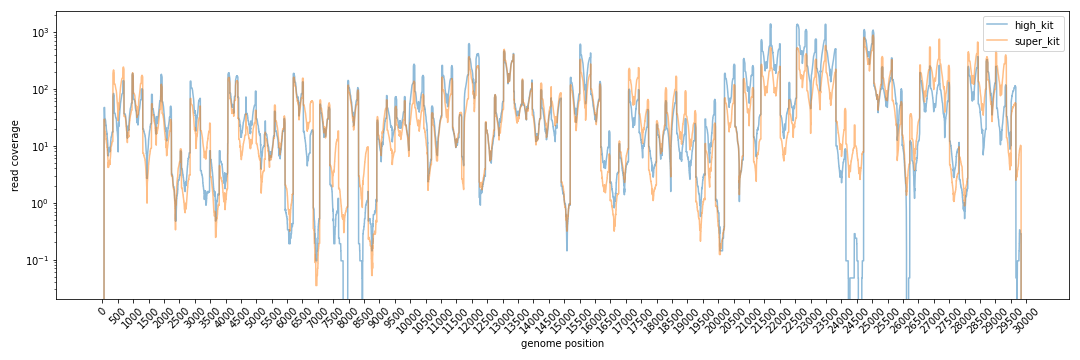 10³
10²
10¹
10⁰
10⁻¹
read coverage
high_kit
super_kit
0 500 1000 1500 2000 2500 3000 3500 4000 4500 5000 5500 6000 6500 7000 7500 8000 8500 9000 9500 10000 10500 11000 11500 12000 12500 13000 13500 14000 14500 15000 15500 16000 16500 17000 17500 18000 18500 19000 19500 20000 20500 21000 21500 22000 22500 23000 23500 24000 24500 25000 25500 26000 26500 27000 27500 28000 28500 29000 29500 30000
genome position